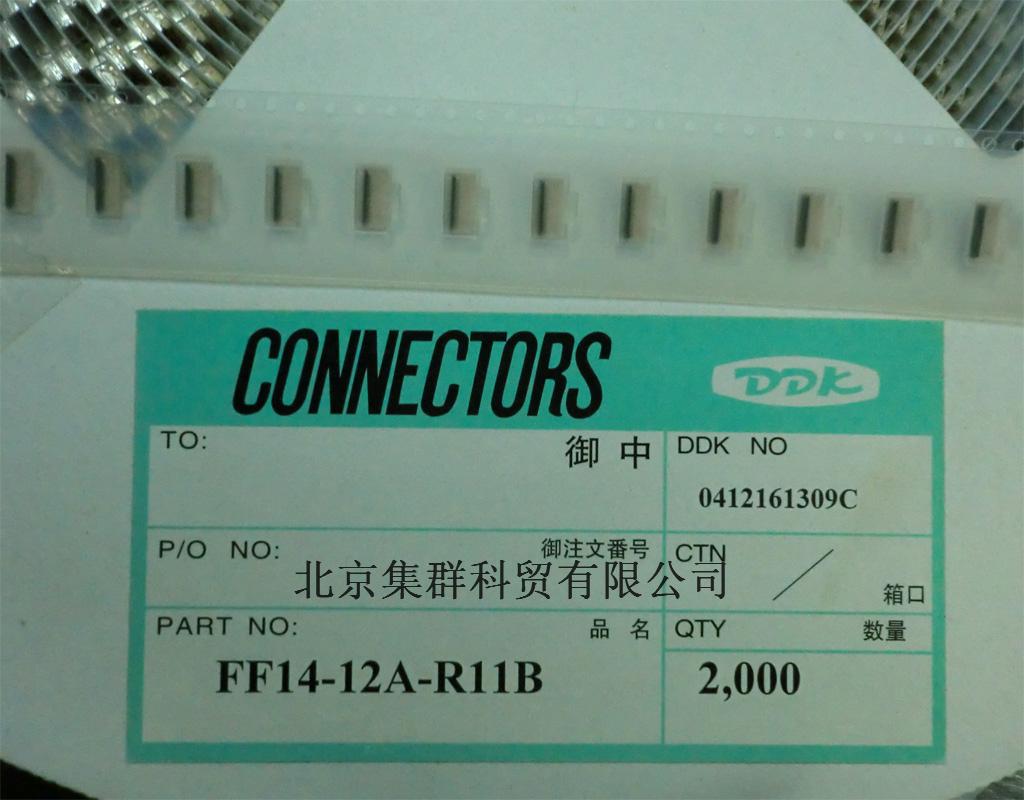 CONNECTORS
DDK
TO: 御中
DDK NO
0412161309C
P/O NO: 御注文番号
CTN / 箱口
北京集群科贸有限公司
PART NO: 品名
QTY 数量
FF14-12A-R11B
2,000